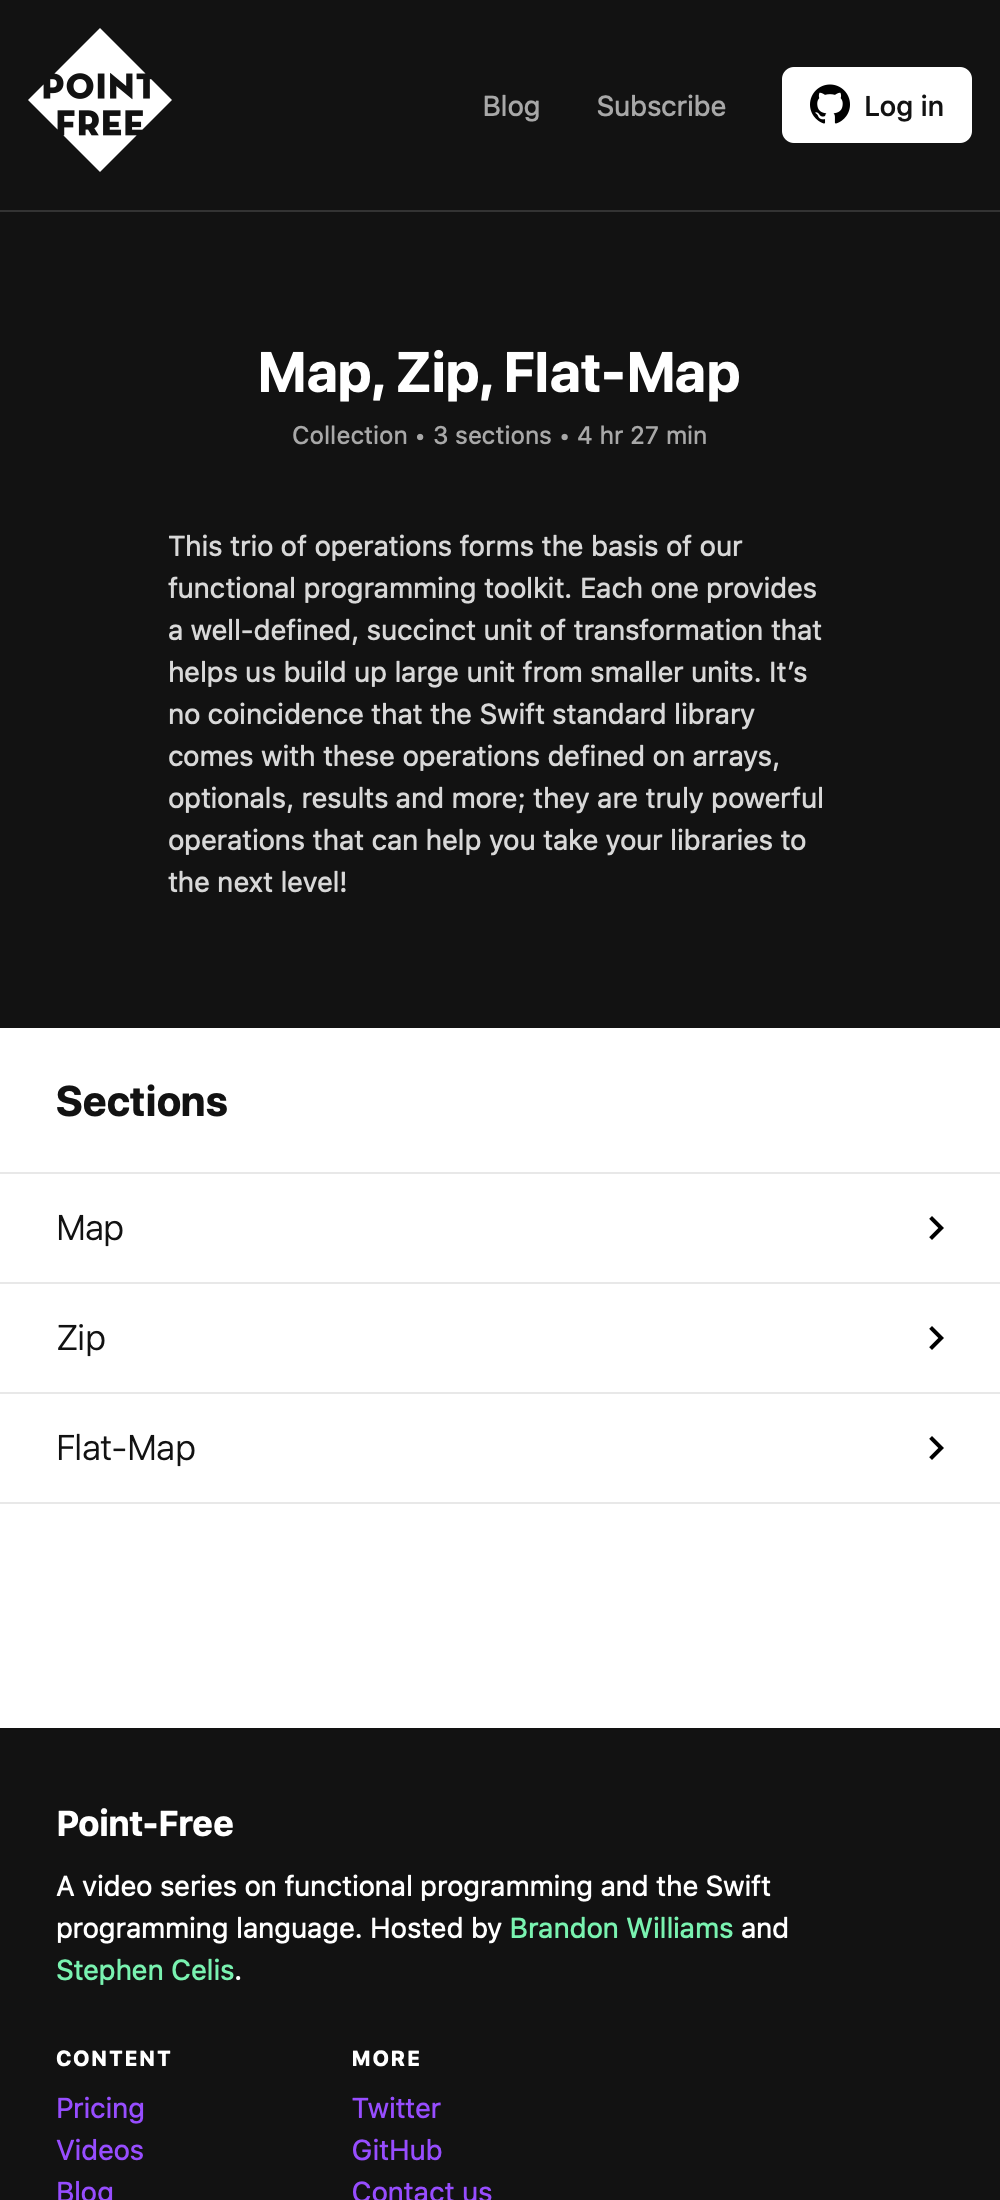 POINT
FREE
Blog
Subscribe
Log in
Map, Zip, Flat-Map
Collection • 3 sections • 4 hr 27 min
This trio of operations forms the basis of our
functional programming toolkit. Each one provides
a well-defined, succinct unit of transformation that
helps us build up large unit from smaller units. It’s
no coincidence that the Swift standard library
comes with these operations defined on arrays,
optionals, results and more; they are truly powerful
operations that can help you take your libraries to
the next level!
Sections
Map
Zip
Flat-Map
Point-Free
A video series on functional programming and the Swift
programming language. Hosted by Brandon Williams and
Stephen Celis.
CONTENT
Pricing
Videos
Blog
MORE
Twitter
GitHub
Contact us